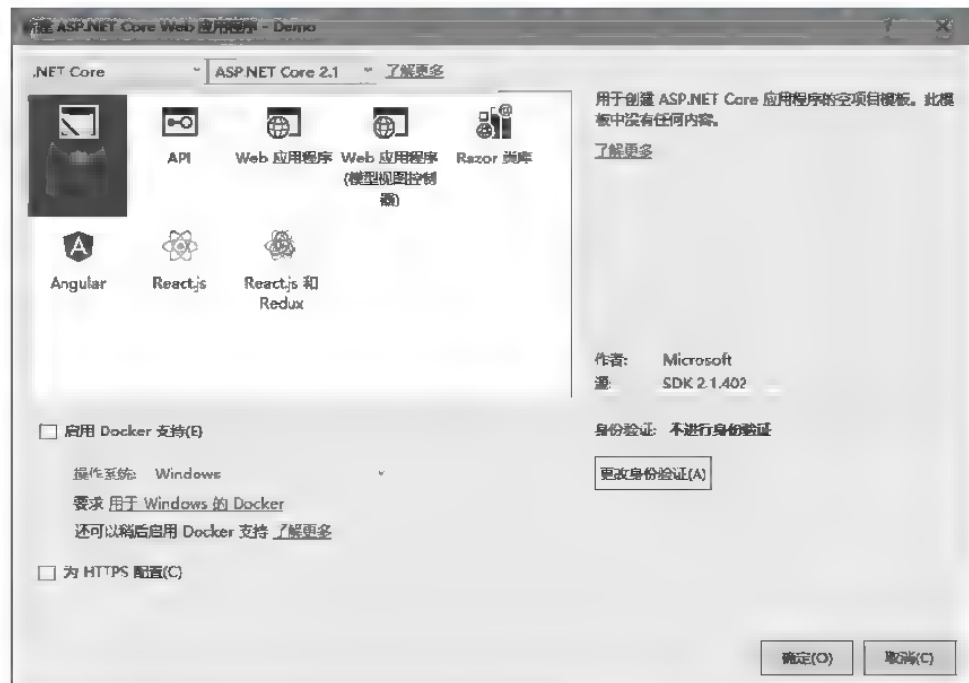 新建 ASP.NET Core Web 应用程序 - Demo
? ×
.NET Core ASP.NET Core 2.1 了解更多
API
Web 应用程序
Web 应用程序
(模型视图控制
器)
Razor 类库
Angular
React.js
React.js 和
Redux
用于创建 ASP.NET Core 应用程序的空项目模板。此模
板中没有任何内容。
了解更多
作者: Microsoft
源: SDK 2.1.402
启用 Docker 支持(E)
操作系统: Windows
要求 用于 Windows 的 Docker
还可以稍后启用 Docker 支持 了解更多
为 HTTPS 配置(C)
身份验证: 不进行身份验证
更改身份验证(A)
确定(O)
取消(C)